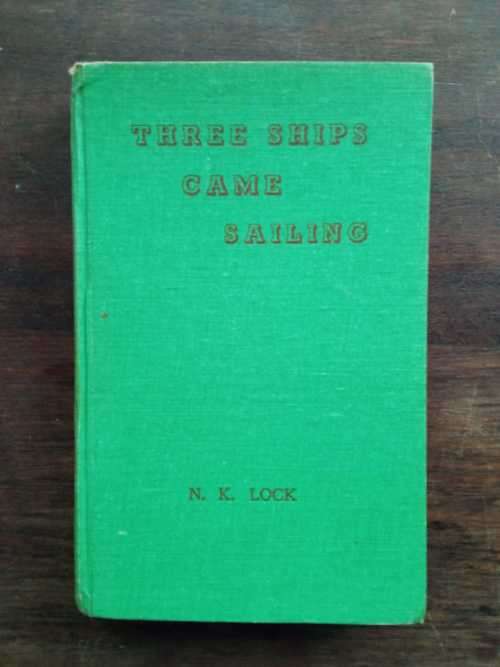 THREE SHIPS
CAME
SAILING
N. K. LOCK